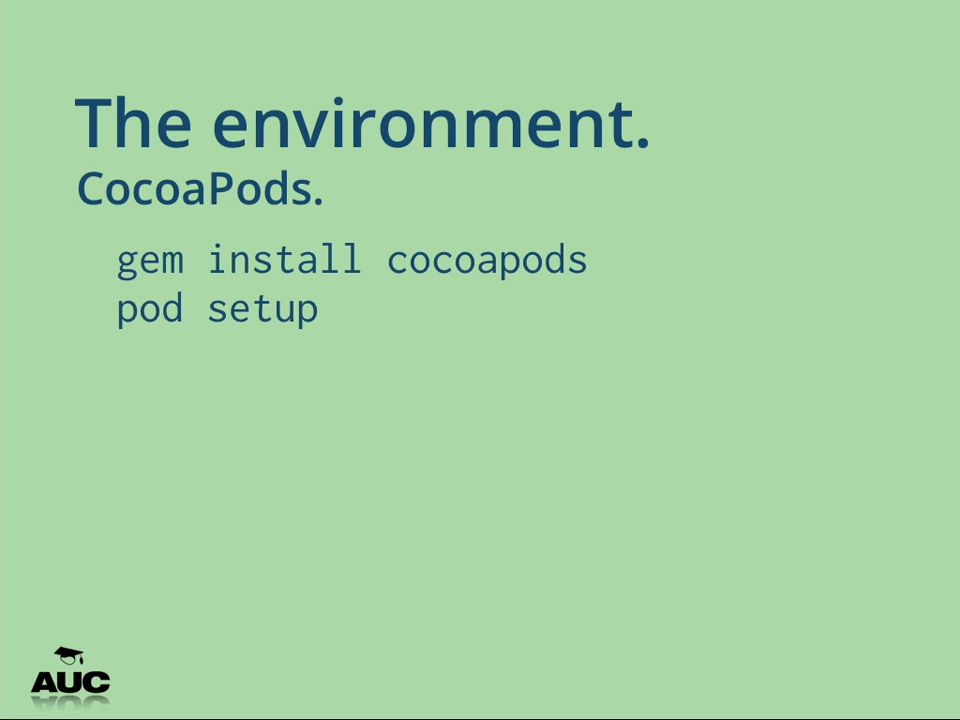 The environment.
CocoaPods.
gem install cocoapods
pod setup
AUC